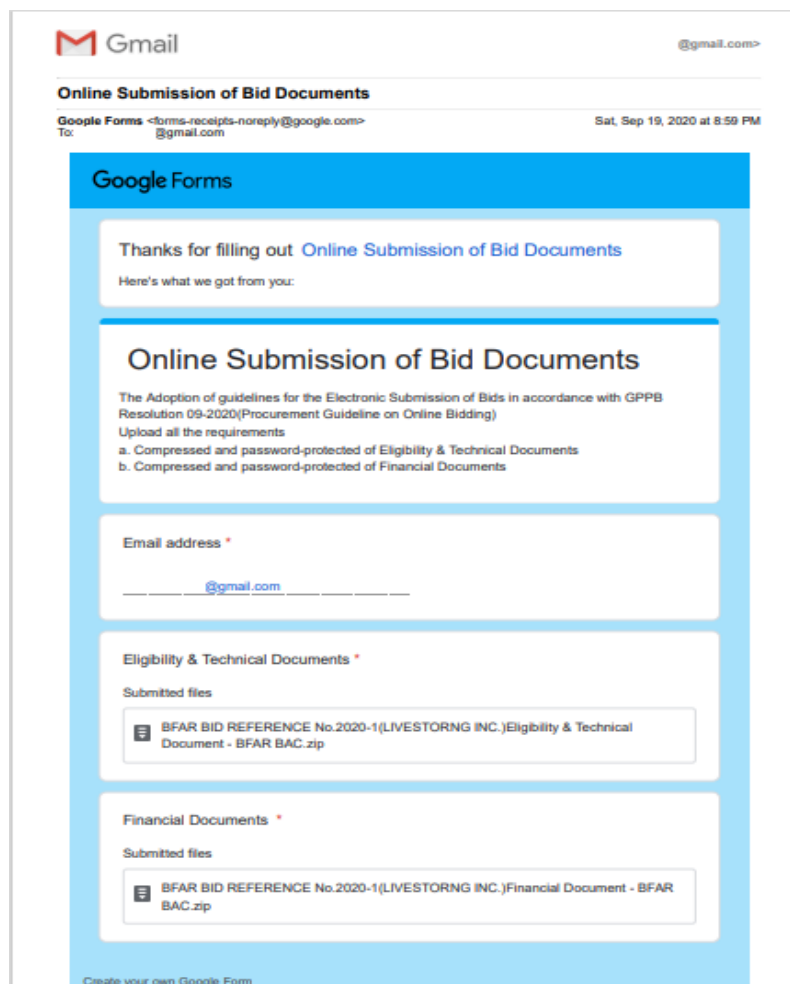 Gmail
@gmail.com>
Online Submission of Bid Documents
Google Forms <forms-receipts-noreply@google.com>
Sat, Sep 19, 2020 at 8:59 PM
To: @gmail.com
Google Forms
Thanks for filling out Online Submission of Bid Documents
Here's what we got from you:
Online Submission of Bid Documents
The Adoption of guidelines for the Electronic Submission of Bids in accordance with GPPB
Resolution 09-2020(Procurement Guideline on Online Bidding)
Upload all the requirements
a. Compressed and password-protected of Eligibility & Technical Documents
b. Compressed and password-protected of Financial Documents
Email address *
@gmail.com
Eligibility & Technical Documents *
Submitted files
BFAR BID REFERENCE No.2020-1(LIVESTORNG INC.)Eligibility & Technical
Document - BFAR BAC.zip
Financial Documents *
Submitted files
BFAR BID REFERENCE No.2020-1(LIVESTORNG INC.)Financial Document - BFAR
BAC.zip
Create your own Google Form